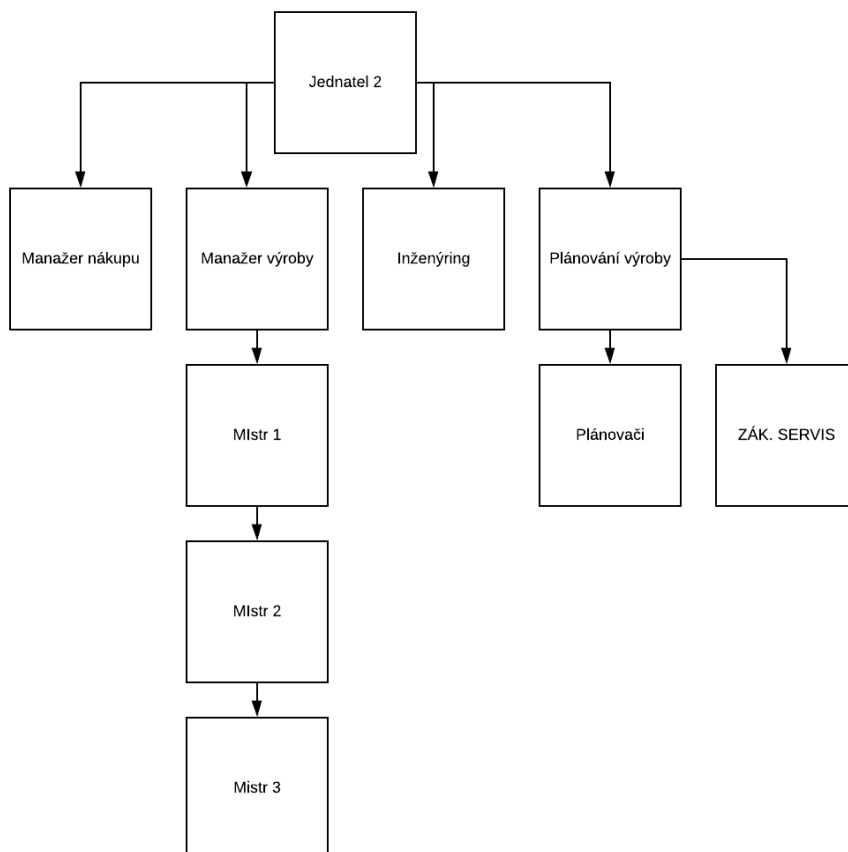 Jednatel 2
Manažer nákupu
Manažer výroby
Inženýring
Plánování výroby
MIstr 1
Plánovači
ZÁK. SERVIS
MIstr 2
Mistr 3